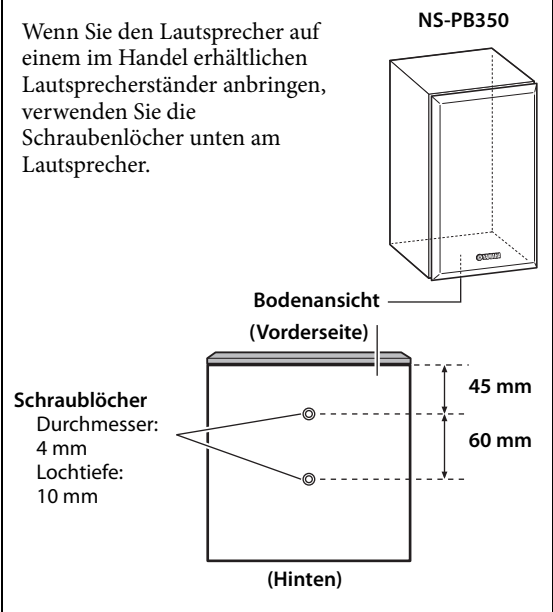 Wenn Sie den Lautsprecher auf
einem im Handel erhältlichen
Lautsprecherständer anbringen,
verwenden Sie die
Schraubenlöcher unten am
Lautsprecher.
NS-PB350
Bodenansicht
(Vorderseite)
Schraublöcher
Durchmesser:
4 mm
Lochtiefe:
10 mm
45 mm
60 mm
(Hinten)